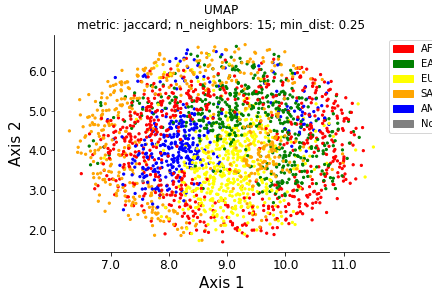 UMAP
metric: jaccard; n_neighbors: 15; min_dist: 0.25
6.0
5.0
4.0
3.0
2.0
Axis 2
7.0 8.0 9.0 10.0 11.0
Axis 1
AF
EA
EU
SA
AM
No